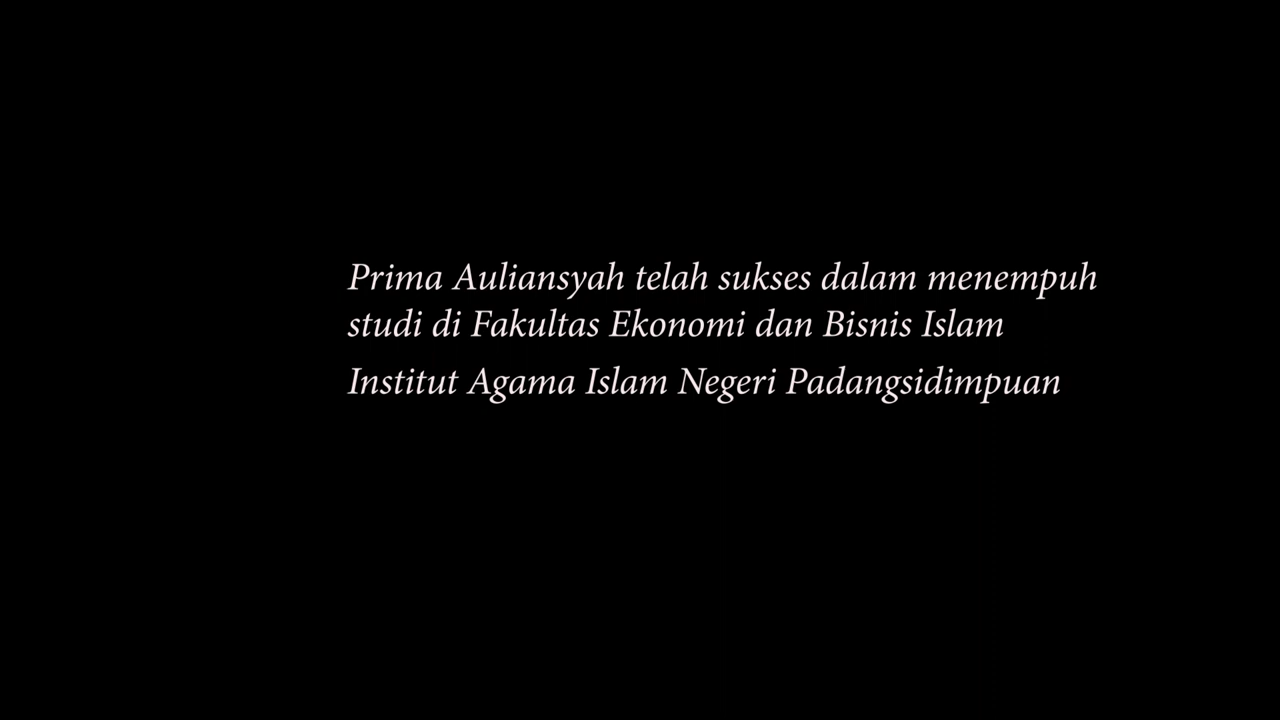 Prima Auliansyah telah sukses dalam menempuh
studi di Fakultas Ekonomi dan Bisnis Islam
Institut Agama Islam Negeri Padangsidimpuan